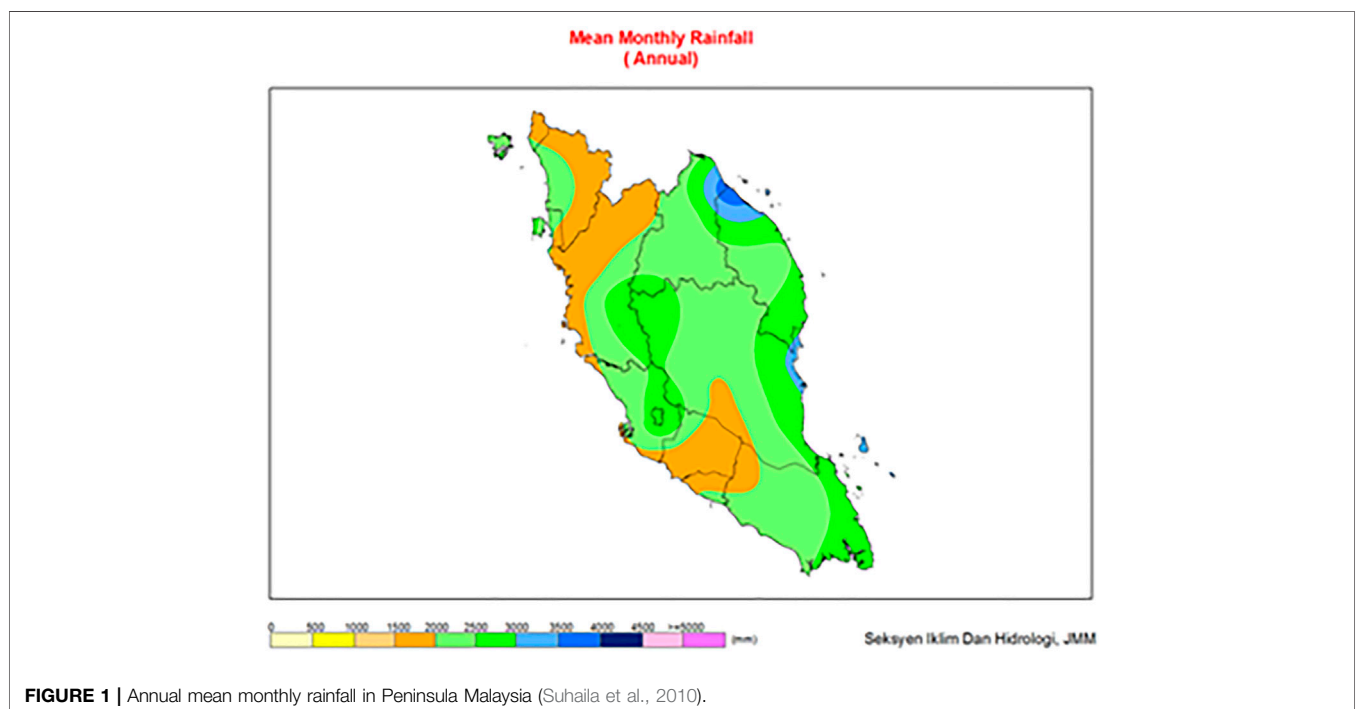 Mean Monthly Rainfall
( Annual)
0 500 1000 1500 2000 2500 3000 3500 4000 4500 >=5000
(mm)
Seksyen Iklim Dan Hidrologi, JMM
FIGURE 1 | Annual mean monthly rainfall in Peninsula Malaysia (Suhaila et al., 2010).